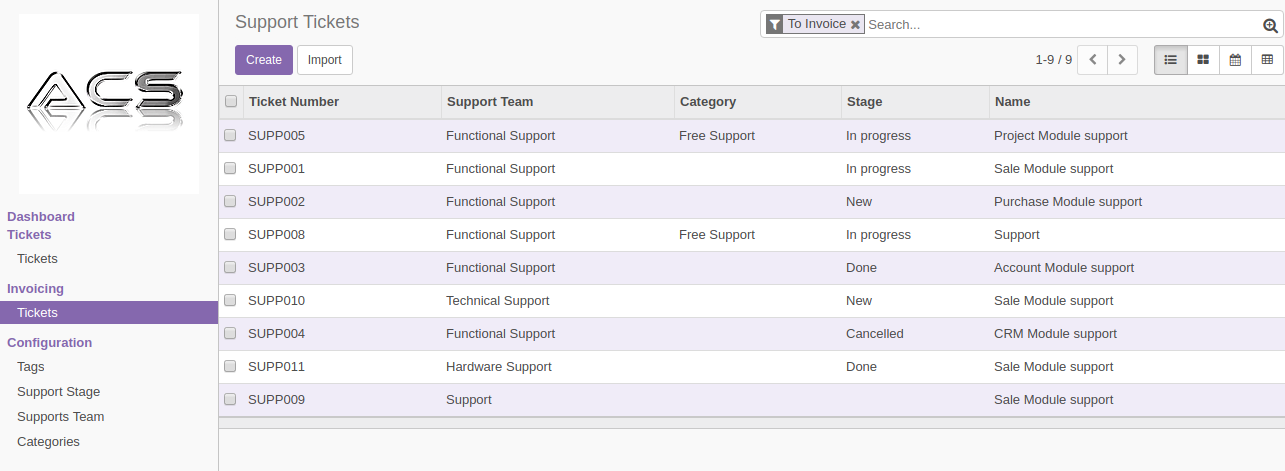 ACS
Dashboard
Tickets
Tickets
Invoicing
Tickets
Configuration
Tags
Support Stage
Supports Team
Categories
Support Tickets
To Invoice Search...
Create Import
1-9 / 9
Ticket Number Support Team Category Stage Name
SUPP005 Functional Support Free Support In progress Project Module support
SUPP001 Functional Support In progress Sale Module support
SUPP002 Functional Support New Purchase Module support
SUPP008 Functional Support Free Support In progress Support
SUPP003 Functional Support Done Account Module support
SUPP010 Technical Support New Sale Module support
SUPP004 Functional Support Cancelled CRM Module support
SUPP011 Hardware Support Done Sale Module support
SUPP009 Support Sale Module support